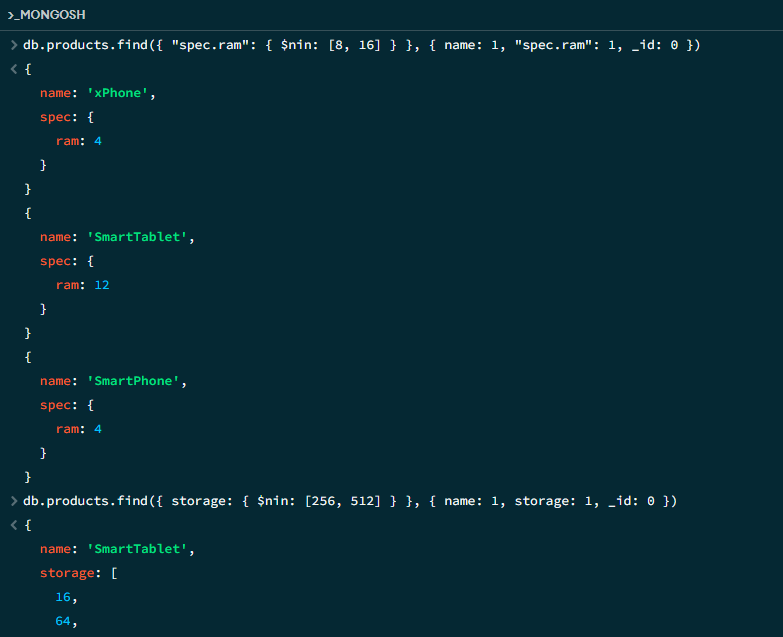 >_MONGOSH
> db.products.find({ "spec.ram": { $nin: [8, 16] } }, { name: 1, "spec.ram": 1, _id: 0 })
< {
    name: 'xPhone',
    spec: {
      ram: 4
    }
  }
  {
    name: 'SmartTablet',
    spec: {
      ram: 12
    }
  }
  {
    name: 'SmartPhone',
    spec: {
      ram: 4
    }
  }
> db.products.find({ storage: { $nin: [256, 512] } }, { name: 1, storage: 1, _id: 0 })
< {
    name: 'SmartTablet',
    storage: [
      16,
      64,